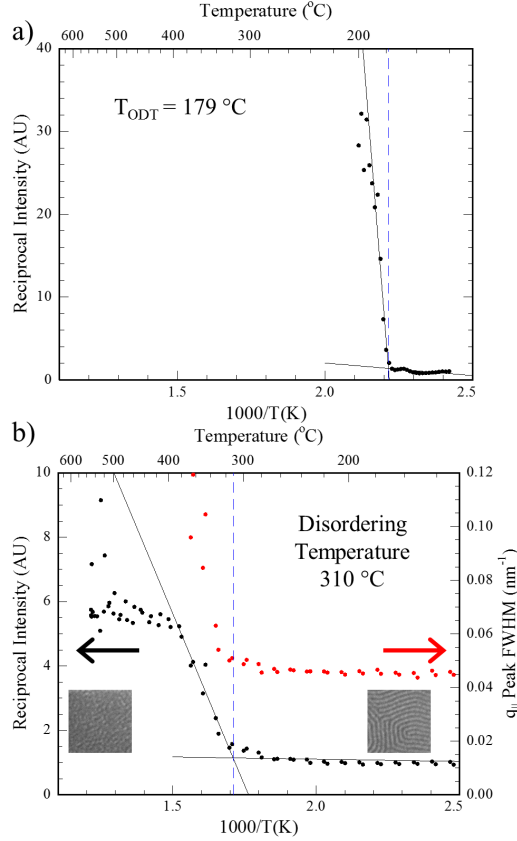 Temperature (°C)
a)
600 500 400 300 200
40
T_ODT = 179 °C
30
Reciprocal Intensity (AU)
20
10
0
1.5 2.0 2.5
1000/T(K)
b)
Temperature (°C)
600 500 400 300 200
10 0.12
Disordering
Temperature
310 °C
8 0.10
0.08
6
Reciprocal Intensity (AU)
0.06
q|| Peak FWHM (nm⁻¹)
4
0.04
2
0.02
0 0.00
1.5 2.0 2.5
1000/T(K)